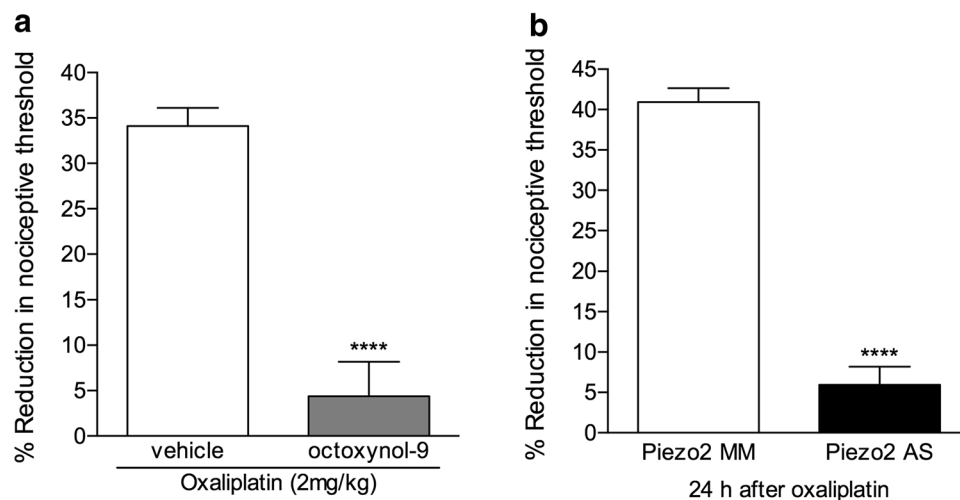 a
% Reduction in nociceptive threshold
40
35
30
25
20
15
10
5
0
****
vehicle
octoxynol-9
Oxaliplatin (2mg/kg)
b
% Reduction in nociceptive threshold
45
40
35
30
25
20
15
10
5
0
****
Piezo2 MM
Piezo2 AS
24 h after oxaliplatin